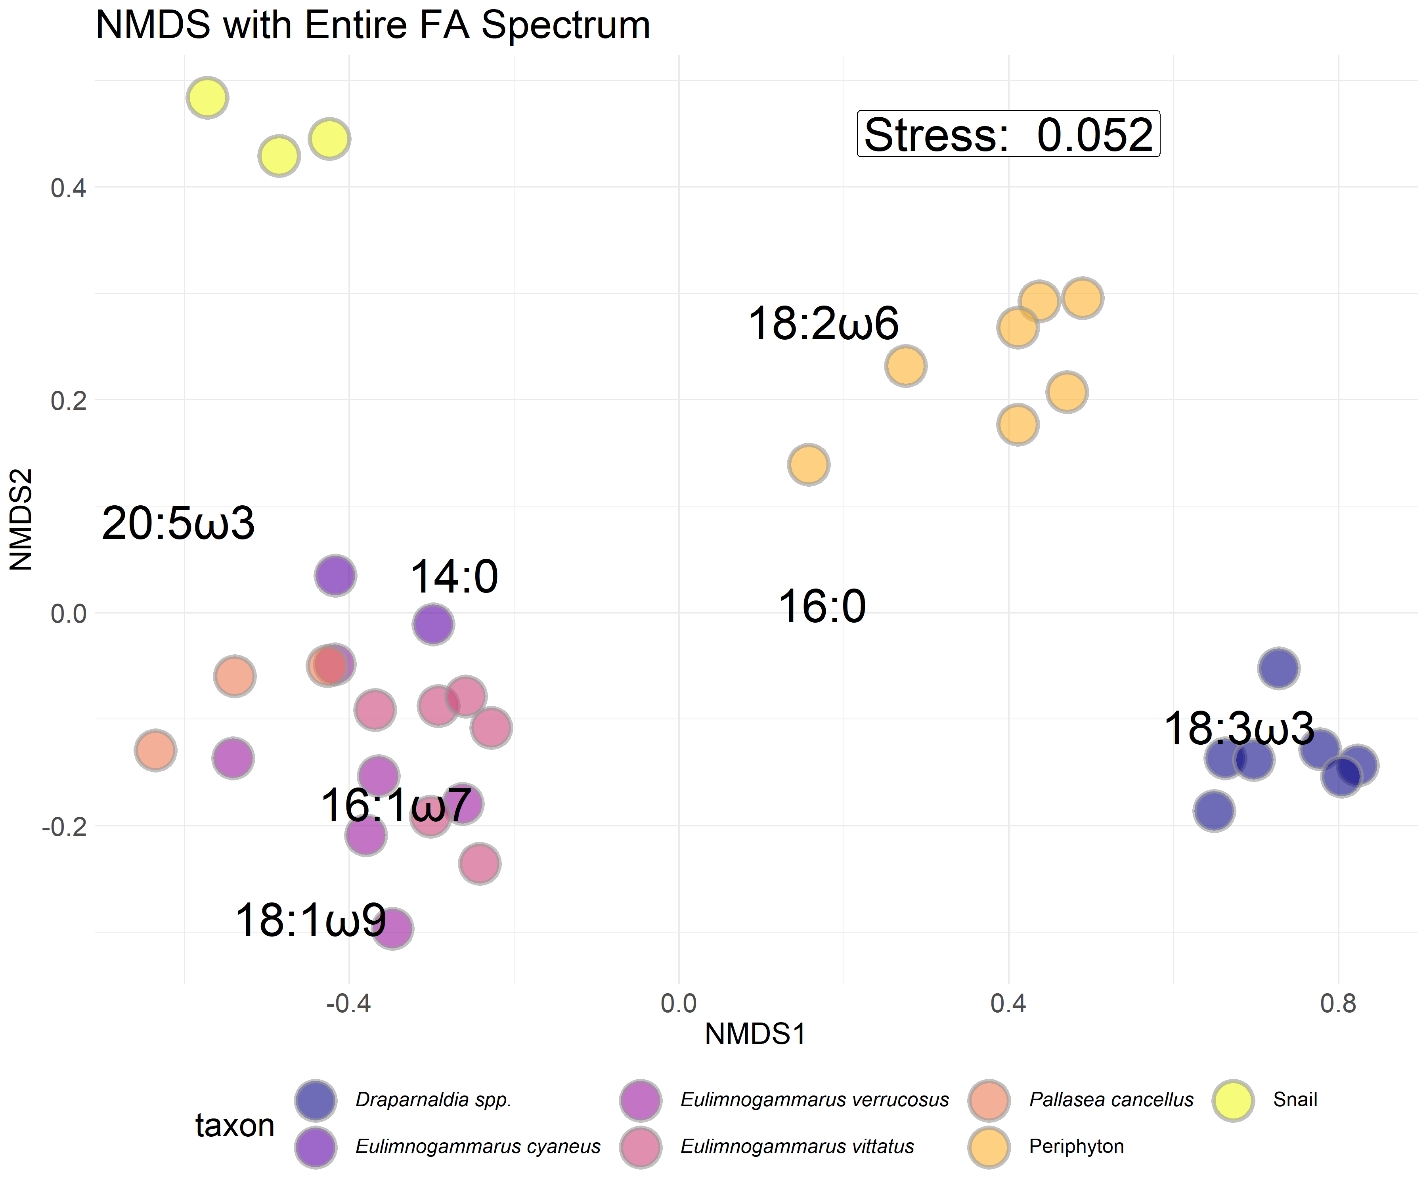 NMDS with Entire FA Spectrum
Stress:  0.052
0.4
18:2ω6
0.2
20:5ω3
14:0
16:0
0.0
18:3ω3
16:1ω7
-0.2
18:1ω9
NMDS2
-0.4
0.0
0.4
0.8
NMDS1
taxon
Draparnaldia spp.
Eulimnogammarus cyaneus
Eulimnogammarus verrucosus
Eulimnogammarus vittatus
Pallasea cancellus
Periphyton
Snail